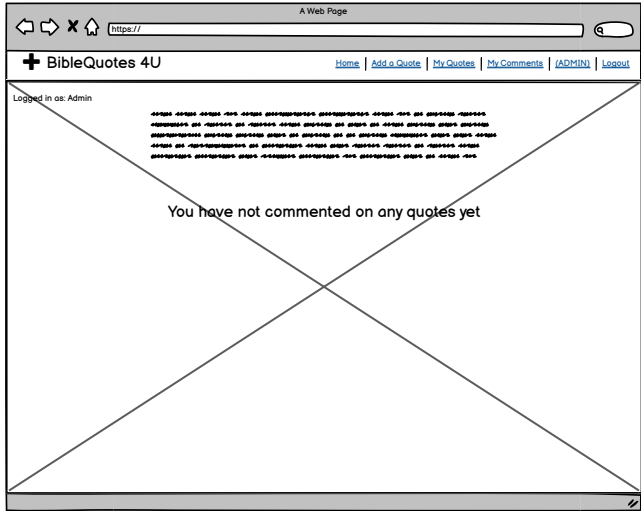 A Web Page
https://
BibleQuotes 4U
Home | Add a Quote | My Quotes | My Comments | (ADMIN) | Logout
Logged in as: Admin
You have not commented on any quotes yet